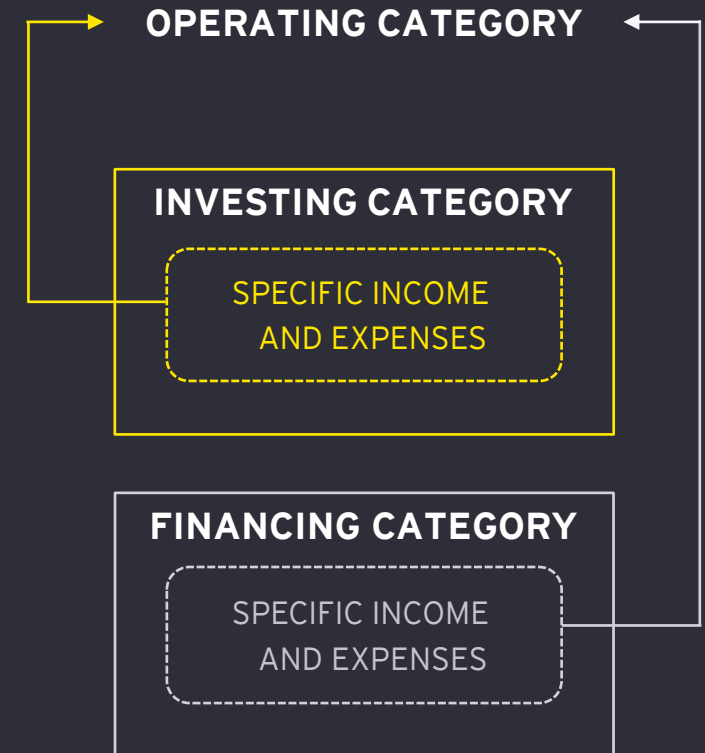 OPERATING CATEGORY
INVESTING CATEGORY
SPECIFIC INCOME
AND EXPENSES
FINANCING CATEGORY
SPECIFIC INCOME
AND EXPENSES